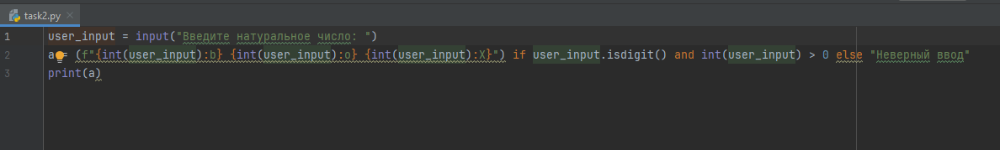 task2.py
1 user_input = input("Введите натуральное число: ")
2 a = (f"{int(user_input):b} {int(user_input):o} {int(user_input):X}") if user_input.isdigit() and int(user_input) > 0 else "Неверный ввод"
3 print(a)